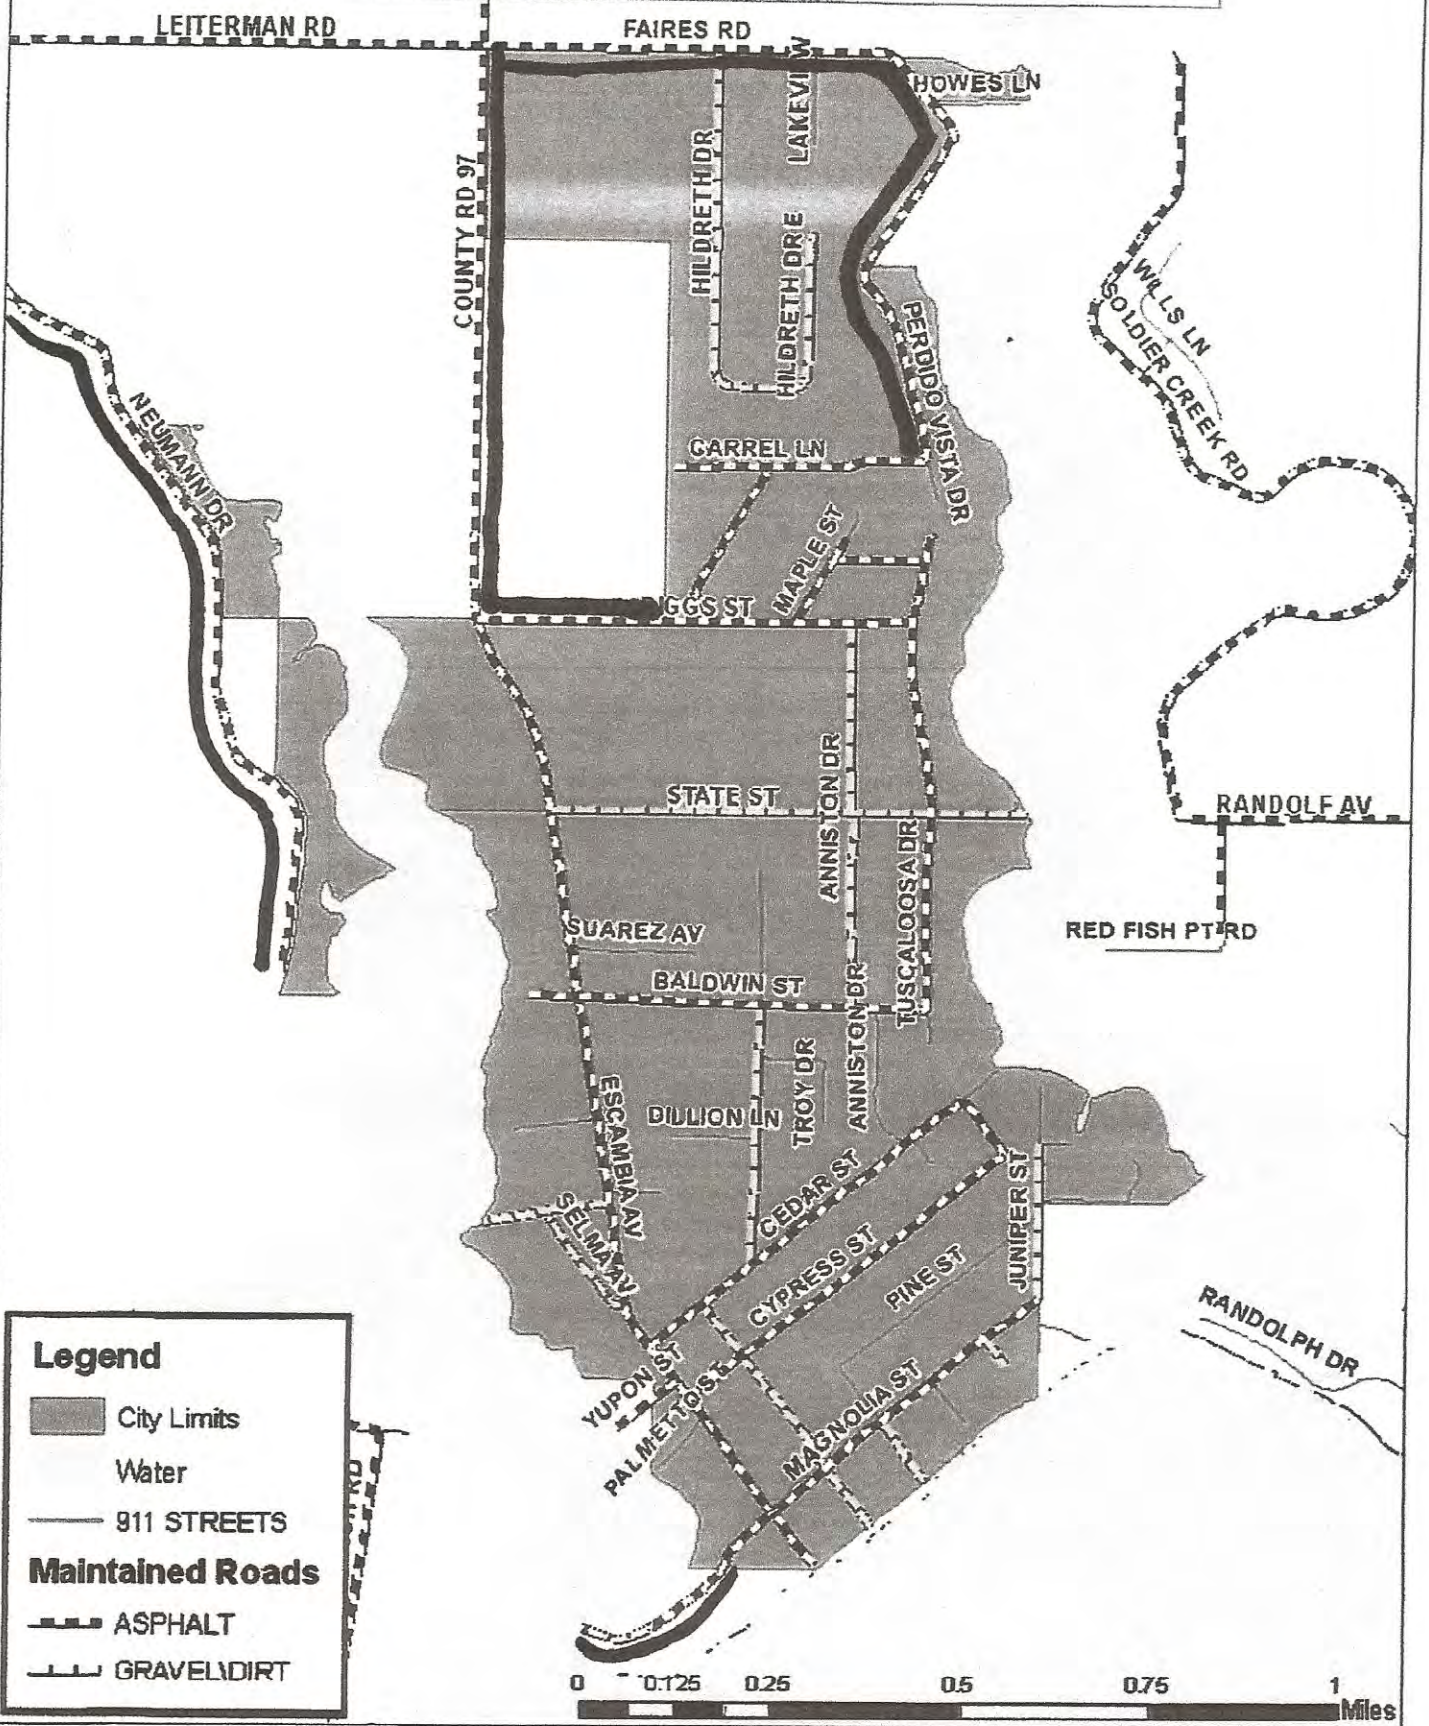 LEITERMAN RD
FAIRES RD
HOWES LN
LAKEVIEW
HILDRETH DR
COUNTY RD 97
HILDRETH DR E
WILLS LN
SOLDIER CREEK RD
PERDIDO VISTA DR
NEUMANN DR
CARREL LN
MAPLE ST
IGGS ST
ANNISTON DR
STATE ST
RANDOLF AV
TUSCALOOSA DR
SUAREZ AV
RED FISH PT RD
BALDWIN ST
ANNISTON DR
TROY DR
ESCAMBIA AV
DILLION LN
CEDAR ST
SELMA AV
JUNIPER ST
CYPRESS ST
PINE ST
RANDOLPH DR
YUPON ST
PALMETTO ST
MAGNOLIA ST
Legend
City Limits
Water
911 STREETS
Maintained Roads
ASPHALT
GRAVEL\DIRT
0 0.125 0.25 0.5 0.75 1
Miles